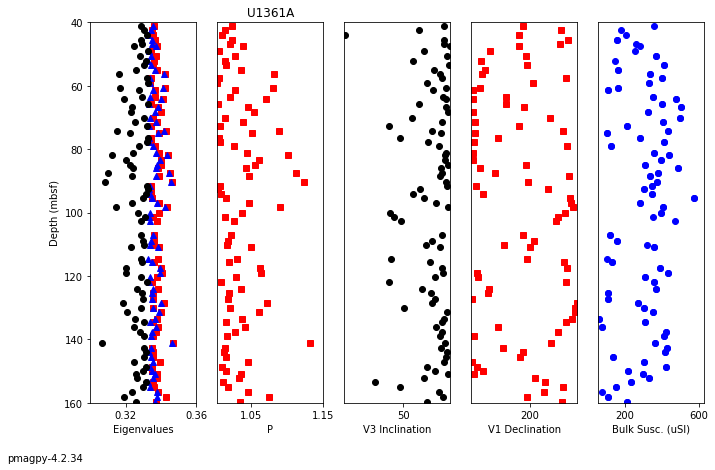 U1361A
40
60
80
100
120
140
160
Depth (mbsf)
0.32 0.36
1.05 1.15
50
200
200 600
Eigenvalues
P
V3 Inclination
V1 Declination
Bulk Susc. (uSI)
pmagpy-4.2.34